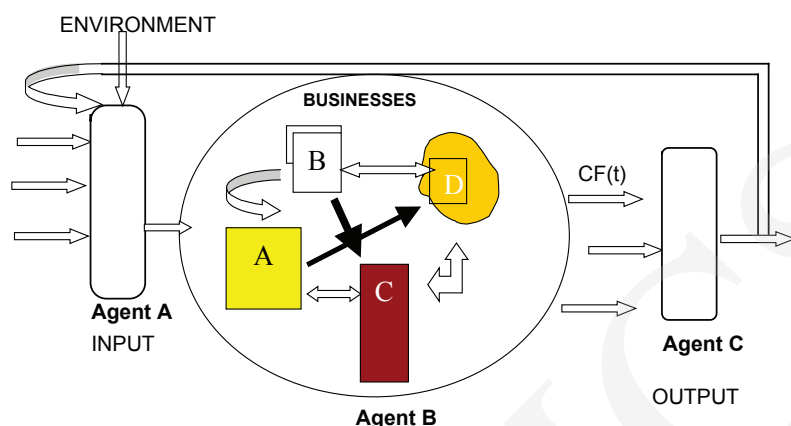 ENVIRONMENT
BUSINESSES
B
D
CF(t)
A
C
Agent A
INPUT
Agent C
OUTPUT
Agent B